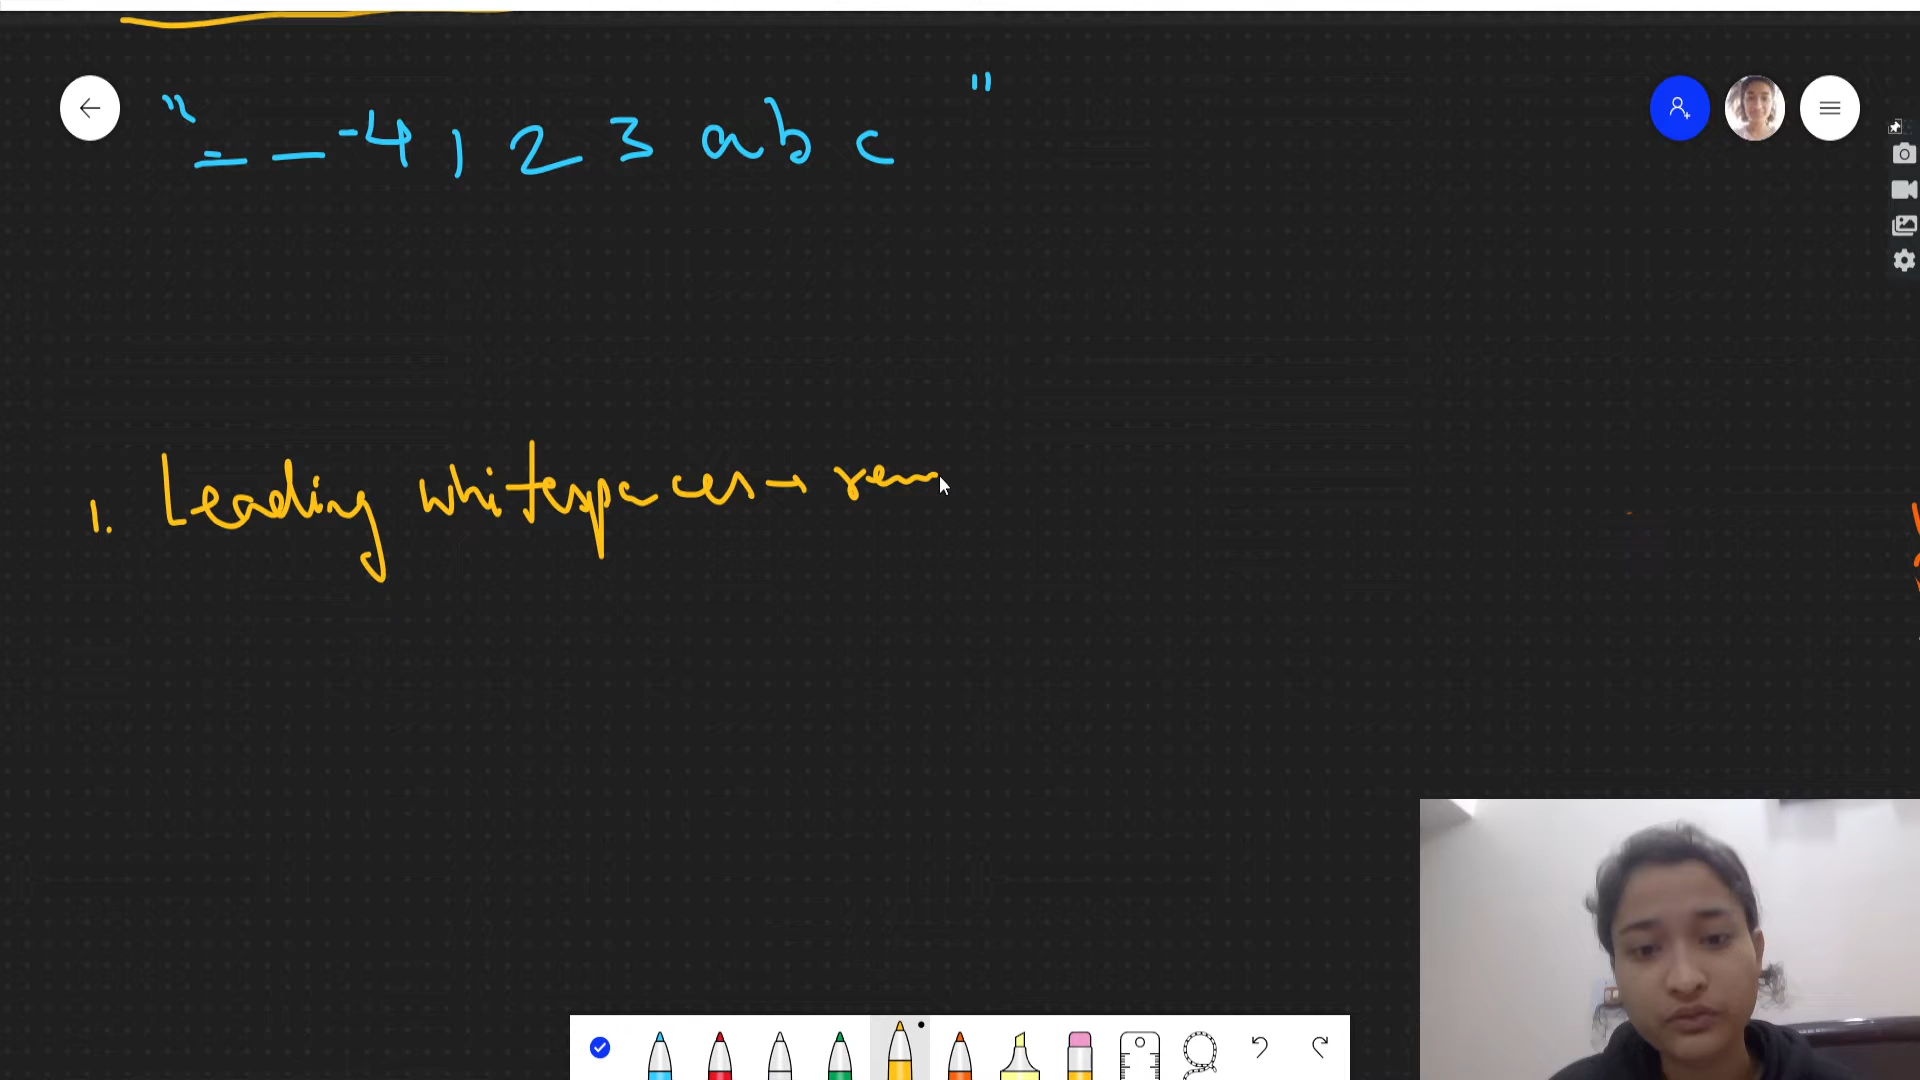 "_ _ -4 1 2 3 a b c "
1. Leading whitespaces → rem